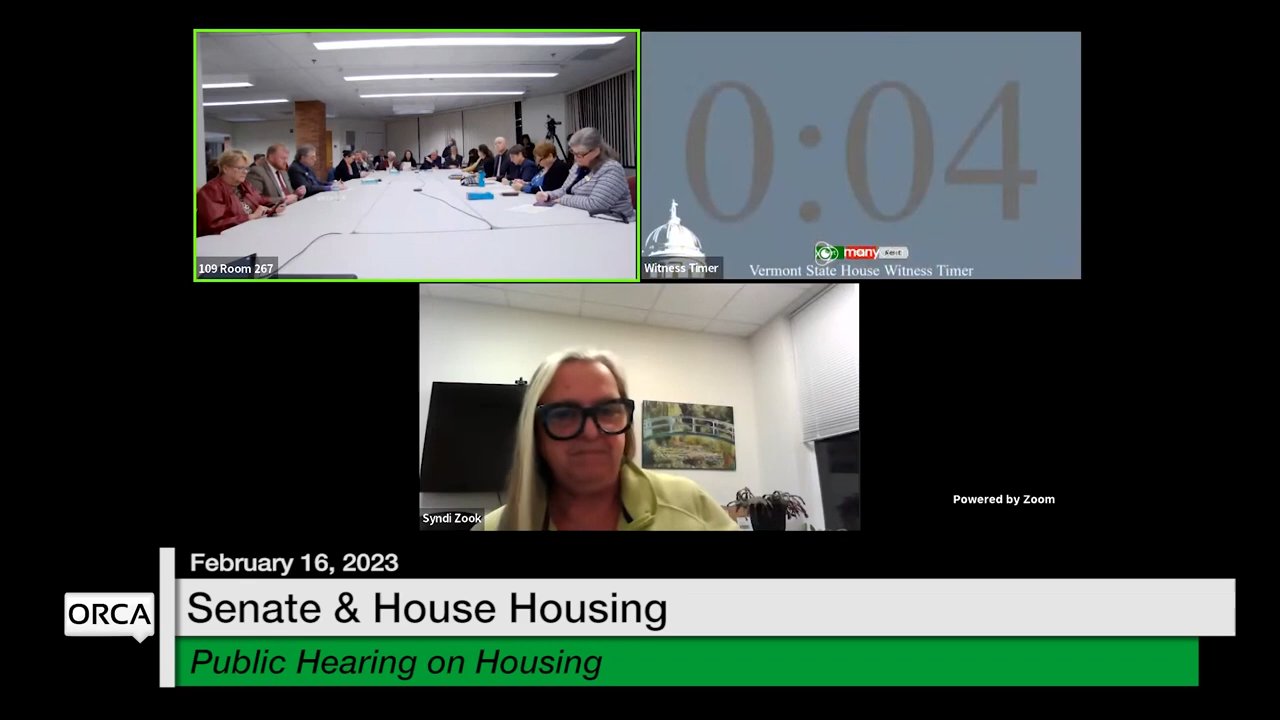 0:04
109 Room 267
many
Witness Timer
Vermont State House Witness Timer
Syndi Zook
Powered by Zoom
February 16, 2023
ORCA
Senate & House Housing
Public Hearing on Housing